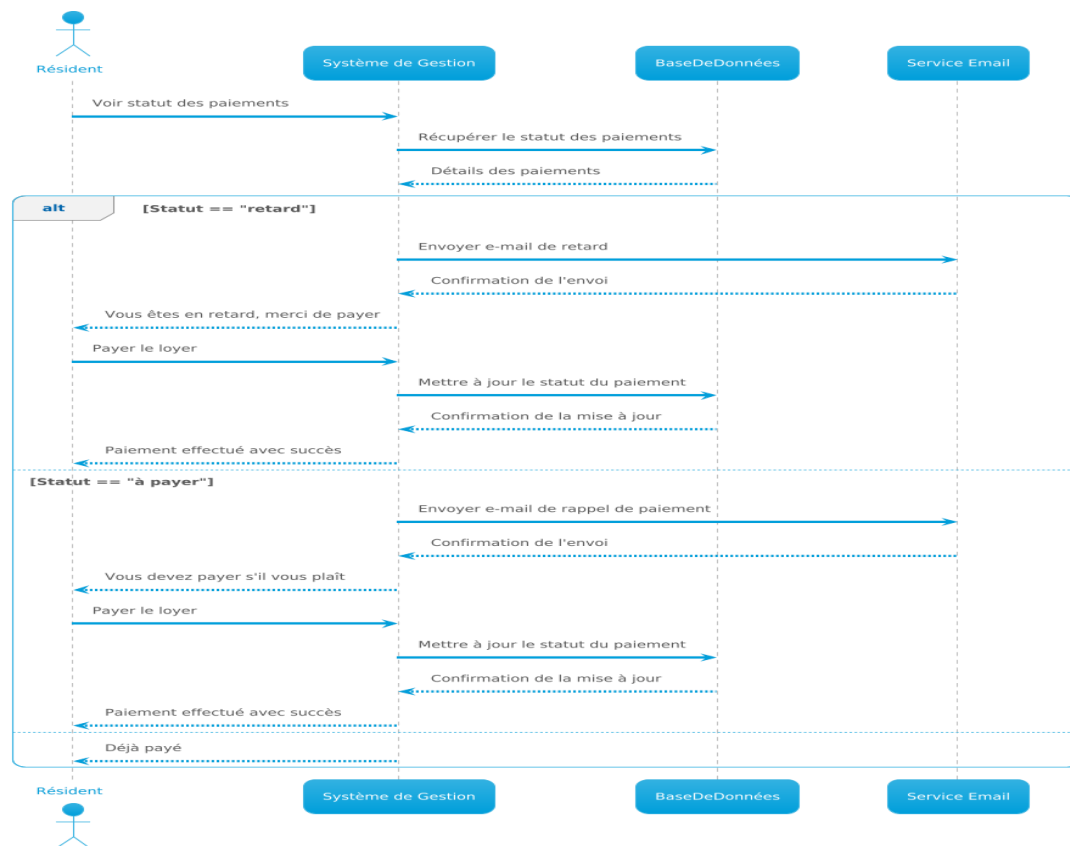 Résident
Système de Gestion
BaseDeDonnées
Service Email
Voir statut des paiements
Récupérer le statut des paiements
Détails des paiements
alt
[Statut == "retard"]
Envoyer e-mail de retard
Confirmation de l'envoi
Vous êtes en retard, merci de payer
Payer le loyer
Mettre à jour le statut du paiement
Confirmation de la mise à jour
Paiement effectué avec succès
[Statut == "à payer"]
Envoyer e-mail de rappel de paiement
Confirmation de l'envoi
Vous devez payer s'il vous plaît
Payer le loyer
Mettre à jour le statut du paiement
Confirmation de la mise à jour
Paiement effectué avec succès
Déjà payé
Résident
Système de Gestion
BaseDeDonnées
Service Email